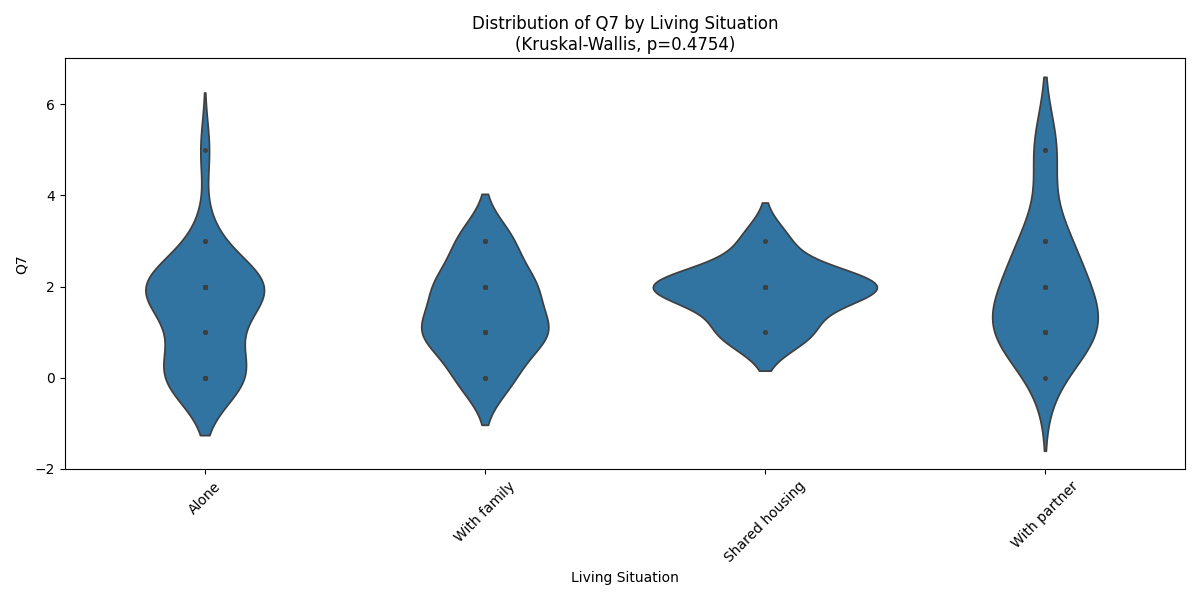 Distribution of Q7 by Living Situation
(Kruskal-Wallis, p=0.4754)
6
4
2
0
−2
Q7
Alone
With family
Shared housing
With partner
Living Situation